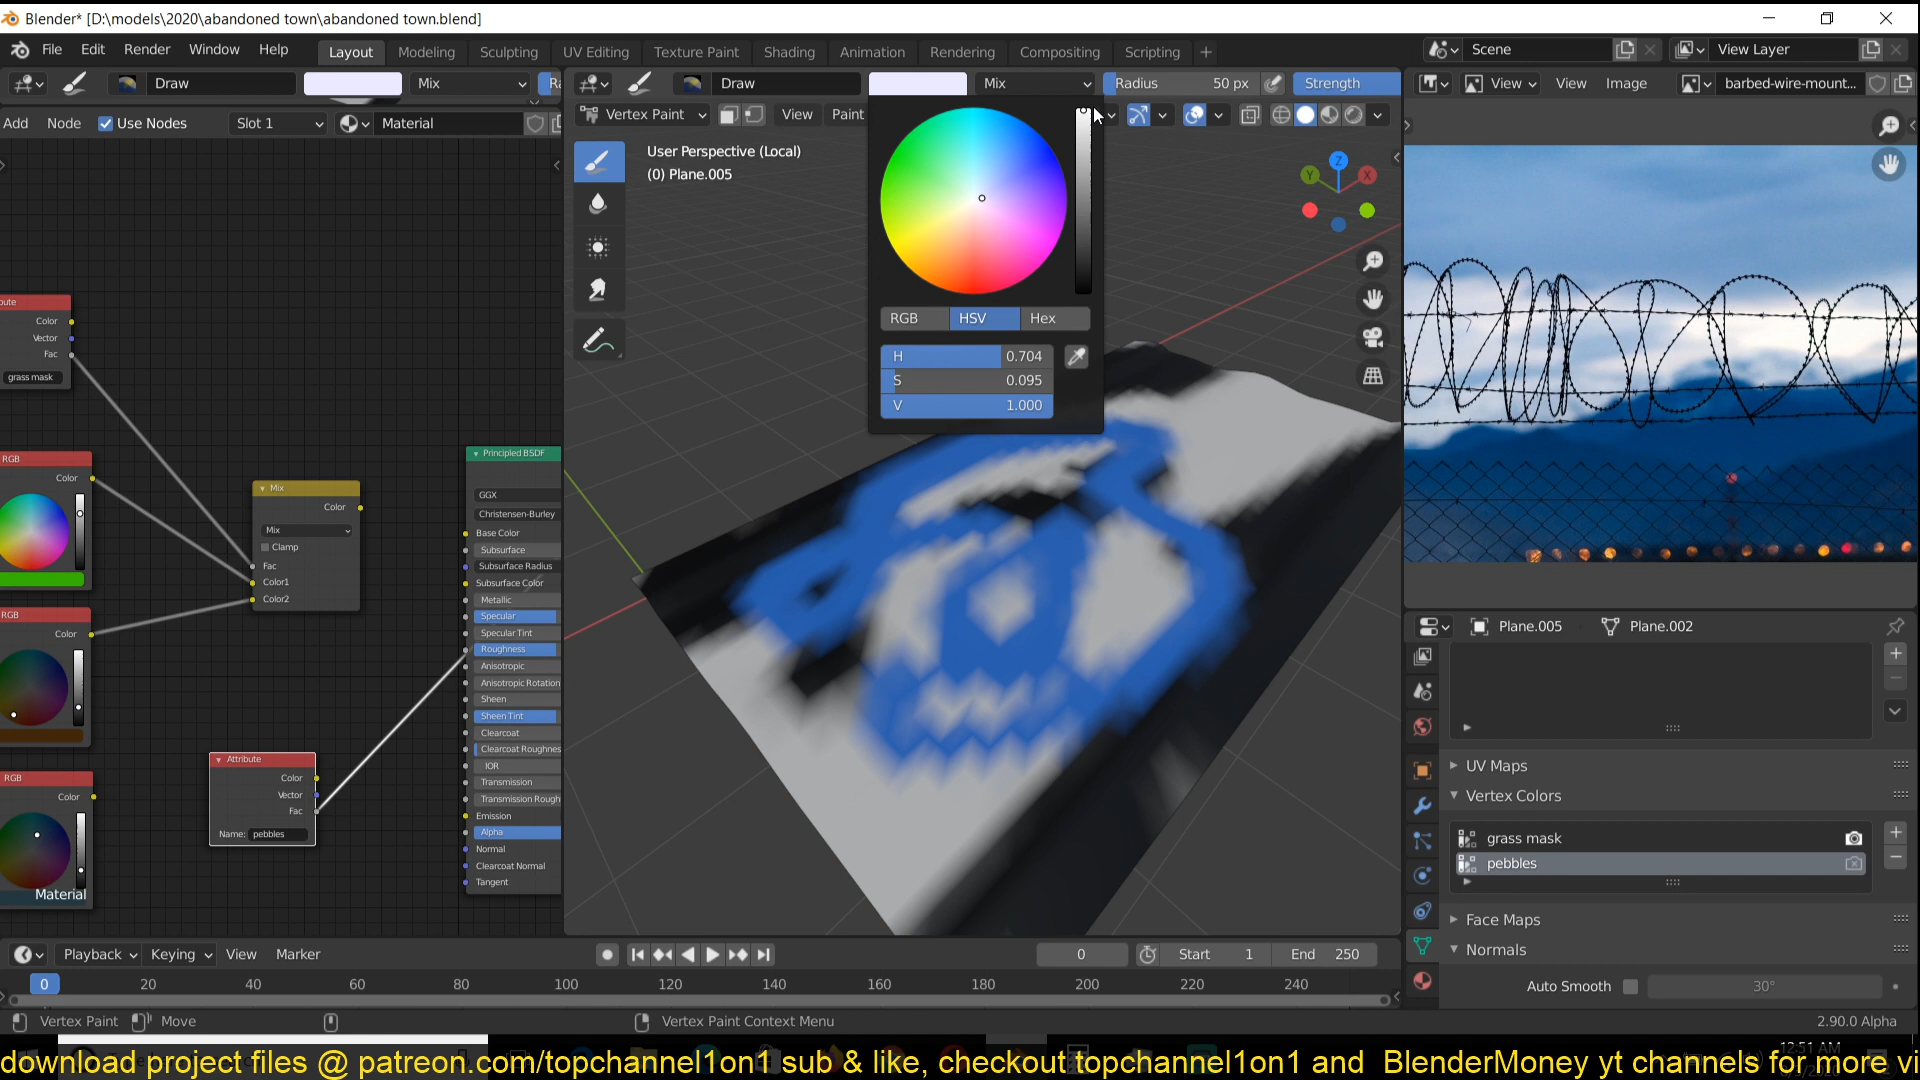 Blender* [D:\models\2020\abandoned town\abandoned town.blend]
File Edit Render Window Help Layout Modeling Sculpting UV Editing Texture Paint Shading Animation Rendering Compositing Scripting + Scene View Layer
Draw Mix Ra Draw Mix Radius 50 px Strength View View Image barbed-wire-mount...
Add Node Use Nodes Slot 1 Material Vertex Paint View Paint
User Perspective (Local)
(0) Plane.005
Z
Y
X
RGB HSV Hex
H 0.704
S 0.095
V 1.000
bute
Color
Vector
Fac
grass mask
RGB
Color
RGB
Color
RGB
Color
Material
Mix
Color
Mix
Clamp
Fac
Color1
Color2
Attribute
Color
Vector
Fac
Name: pebbles
Principled BSDF
GGX
Christensen-Burley
Base Color
Subsurface
Subsurface Radius
Subsurface Color
Metallic
Specular
Specular Tint
Roughness
Anisotropic
Anisotropic Rotation
Sheen
Sheen Tint
Clearcoat
Clearcoat Roughnes
IOR
Transmission
Transmission Rough
Emission
Alpha
Normal
Clearcoat Normal
Tangent
Plane.005 Plane.002
UV Maps
Vertex Colors
grass mask
pebbles
Face Maps
Normals
Auto Smooth 30°
Playback Keying View Marker 0 Start 1 End 250
0 20 40 60 80 100 120 140 160 180 200 220 240
Vertex Paint Move Vertex Paint Context Menu 2.90.0 Alpha
12:51 AM
download project files @ patreon.com/topchannel1on1 sub & like, checkout topchannel1on1 and BlenderMoney yt channels for more vi